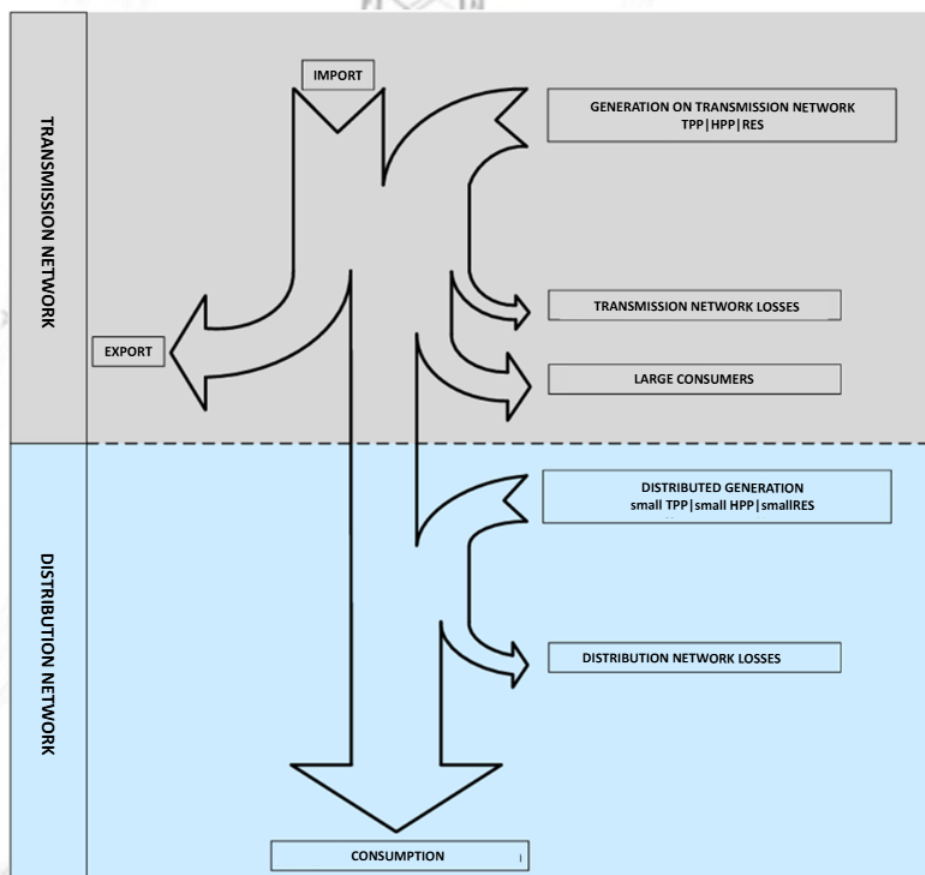 IMPORT
GENERATION ON TRANSMISSION NETWORK
TPP|HPP|RES
TRANSMISSION NETWORK
TRANSMISSION NETWORK LOSSES
EXPORT
LARGE CONSUMERS
DISTRIBUTED GENERATION
small TPP|small HPP|smallRES
DISTRIBUTION NETWORK
DISTRIBUTION NETWORK LOSSES
CONSUMPTION